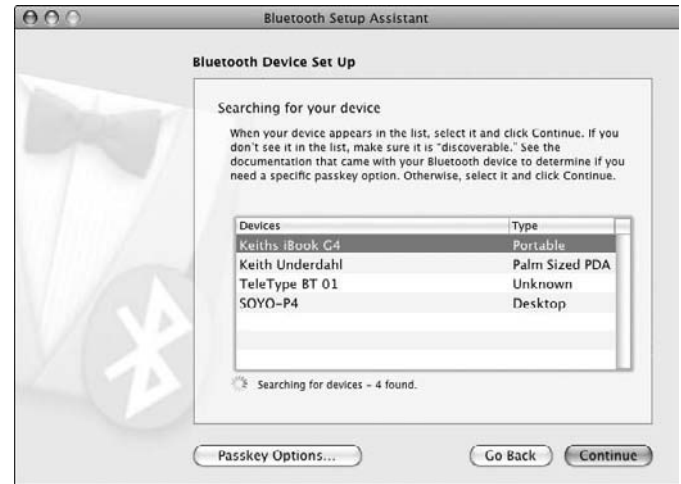 Bluetooth Setup Assistant
Bluetooth Device Set Up
Searching for your device
When your device appears in the list, select it and click Continue. If you
don't see it in the list, make sure it is "discoverable." See the
documentation that came with your Bluetooth device to determine if you
need a specific passkey option. Otherwise, select it and click Continue.
Devices Type
Keiths iBook G4 Portable
Keith Underdahl Palm Sized PDA
TeleType BT 01 Unknown
SOYO-P4 Desktop
Searching for devices - 4 found.
Passkey Options... Go Back Continue